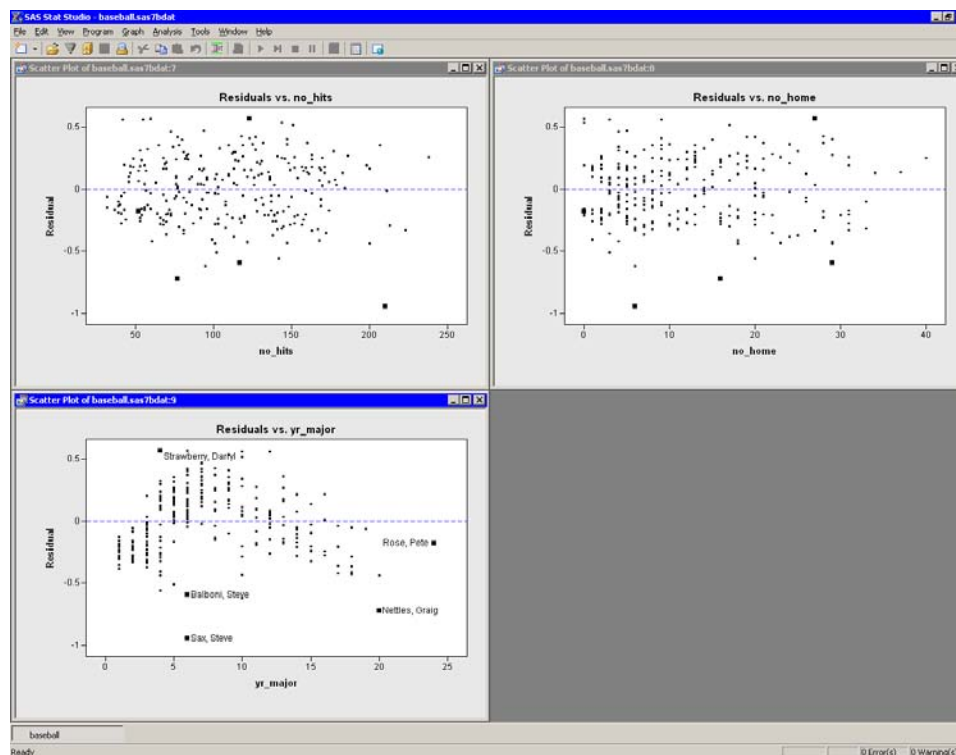 SAS Stat Studio - baseball.sas7bdat
File Edit View Program Graph Analysis Tools Window Help
Scatter Plot of baseball.sas7bdat:7
Residuals vs. no_hits
0.5
0
-0.5
-1
Residual
50 100 150 200 250
no_hits
Scatter Plot of baseball.sas7bdat:8
Residuals vs. no_home
0.5
0
-0.5
-1
Residual
0 10 20 30 40
no_home
Scatter Plot of baseball.sas7bdat:9
Residuals vs. yr_major
Strawberry, Darryl
0.5
0
Rose, Pete
-0.5
Balboni, Steve
Nettles, Graig
Sax, Steve
-1
Residual
0 5 10 15 20 25
yr_major
baseball
Ready 0 Error(s) 0 Warning(s)